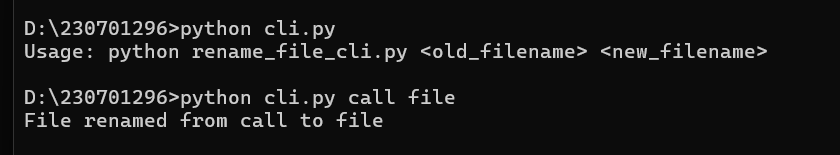 D:\230701296>python cli.py
Usage: python rename_file_cli.py <old_filename> <new_filename>
D:\230701296>python cli.py call file
File renamed from call to file